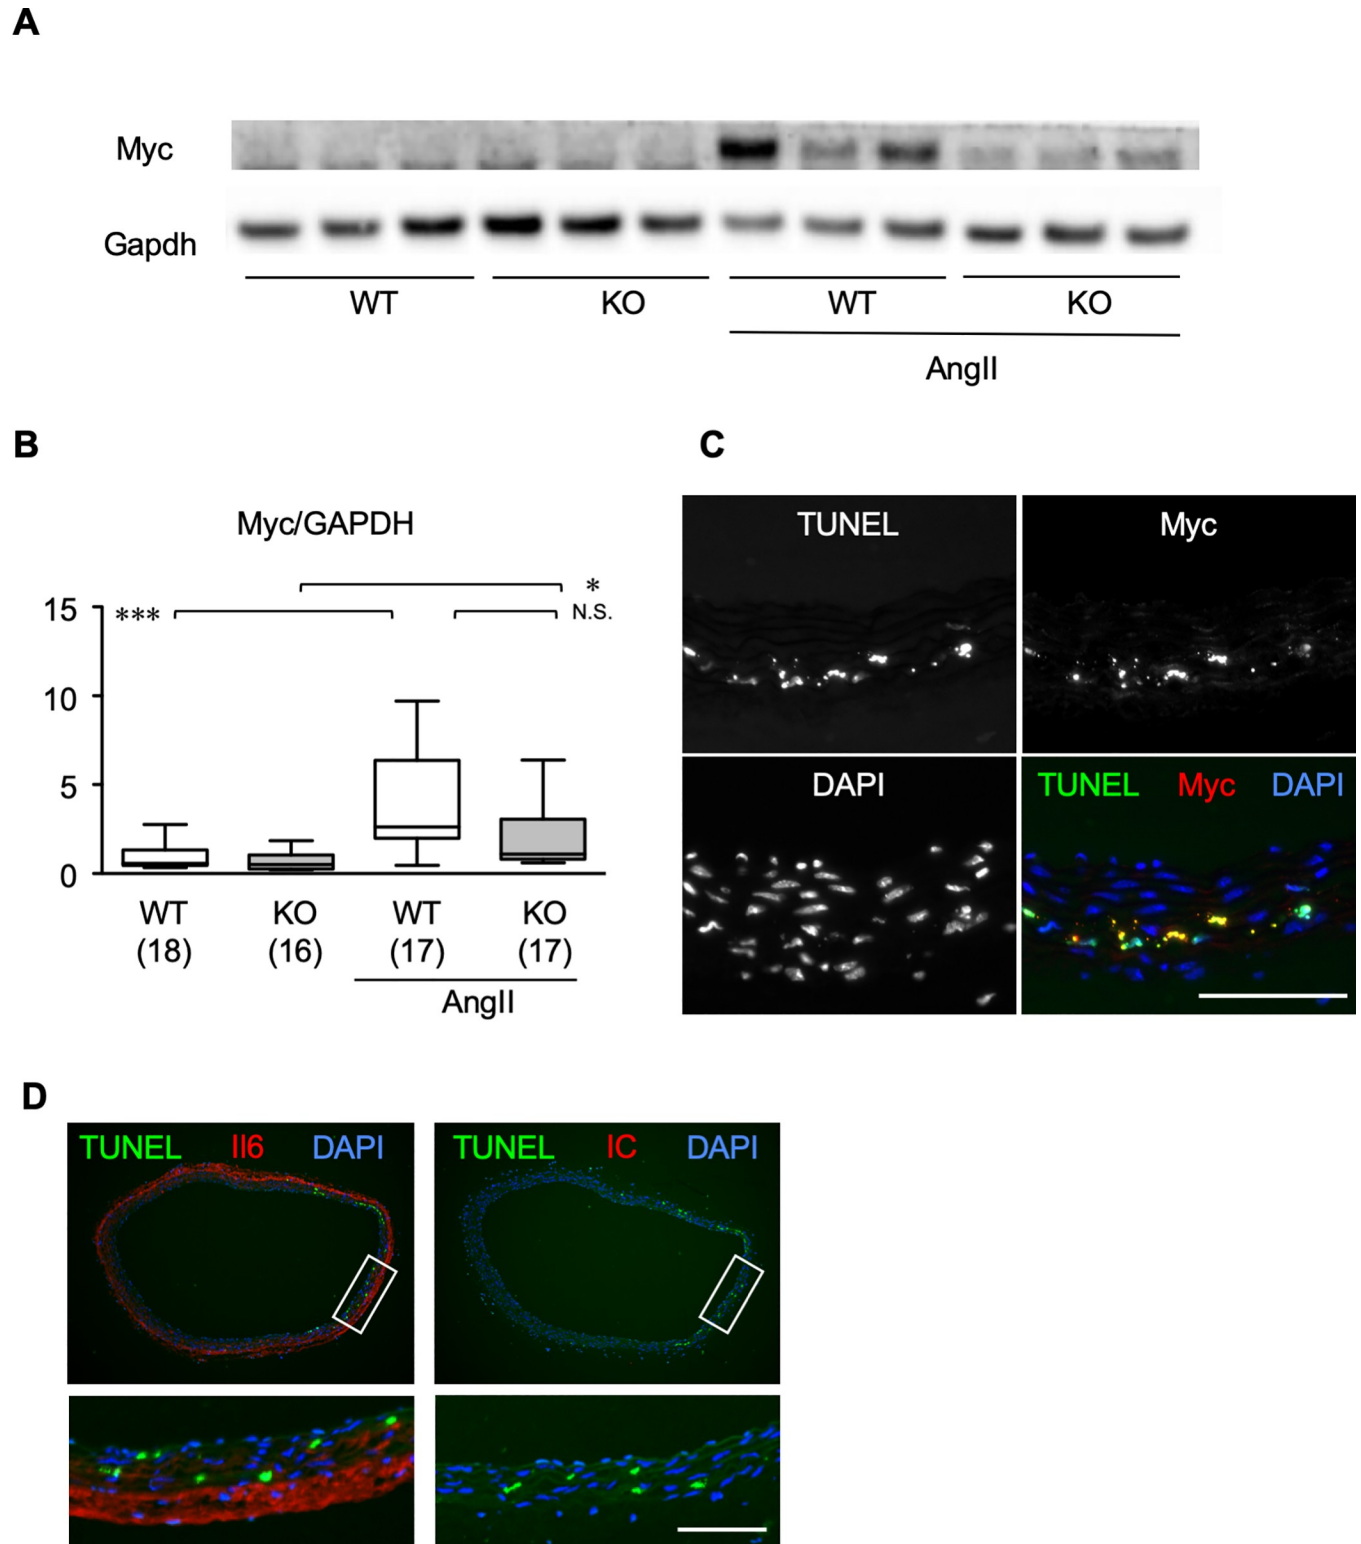 A
Myc
Gapdh
WT KO WT KO
AngII
B
Myc/GAPDH
*
*** N.S.
15
10
5
0
WT KO WT KO
(18) (16) (17) (17)
AngII
C
TUNEL Myc
DAPI TUNEL Myc DAPI
D
TUNEL Il6 DAPI TUNEL IC DAPI